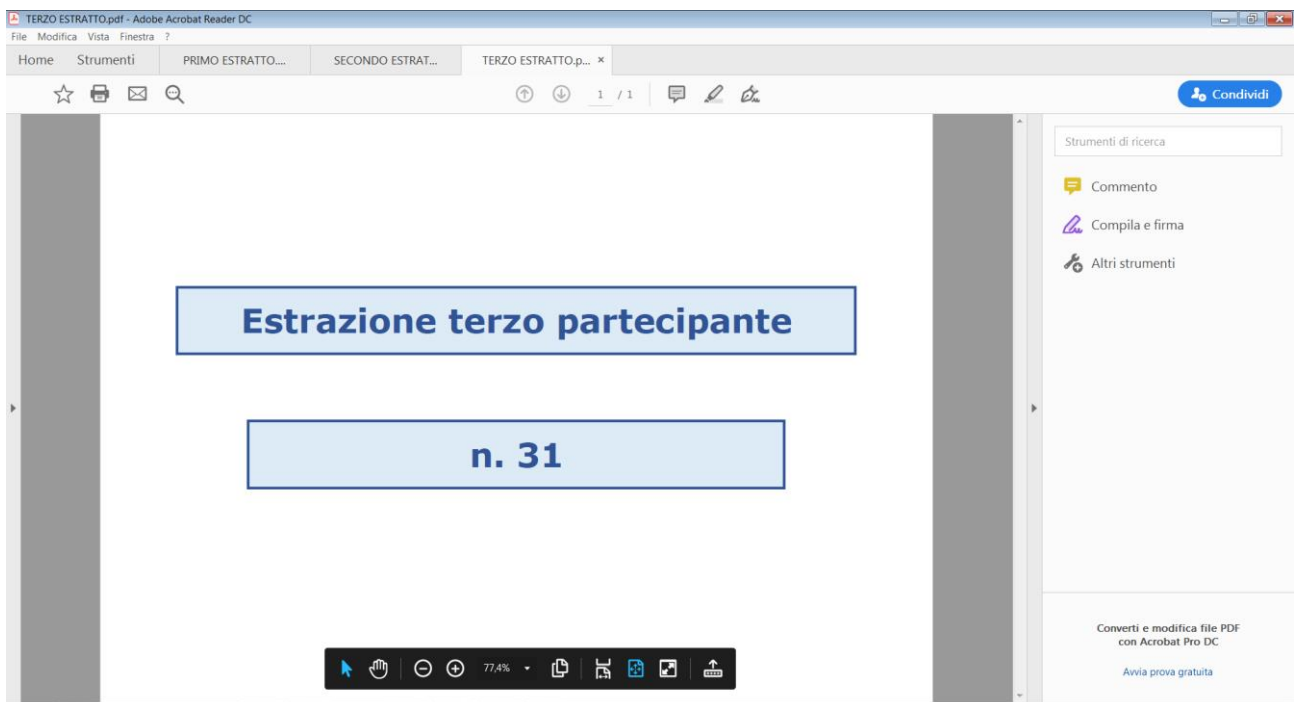 TERZO ESTRATTO.pdf - Adobe Acrobat Reader DC
File Modifica Vista Finestra ?
Home Strumenti PRIMO ESTRATTO.... SECONDO ESTRAT... TERZO ESTRATTO.p... ×
1 / 1
Condividi
Strumenti di ricerca
Commento
Compila e firma
Altri strumenti
Estrazione terzo partecipante
n. 31
77,4%
Converti e modifica file PDF
con Acrobat Pro DC
Avvia prova gratuita